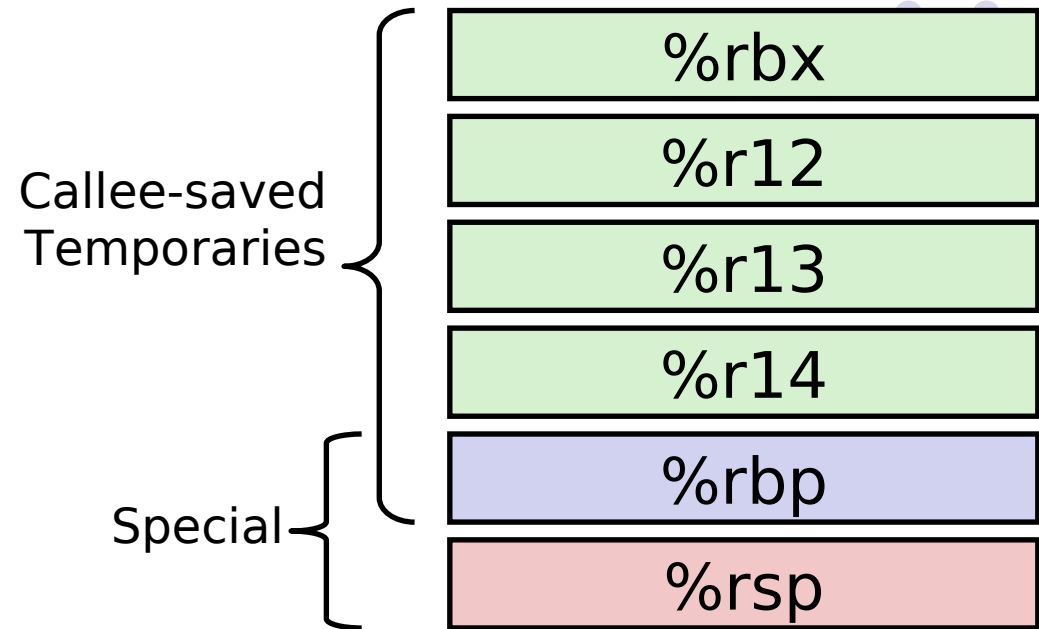 %rbx
%r12
Callee-saved
Temporaries
%r13
%r14
%rbp
Special
%rsp